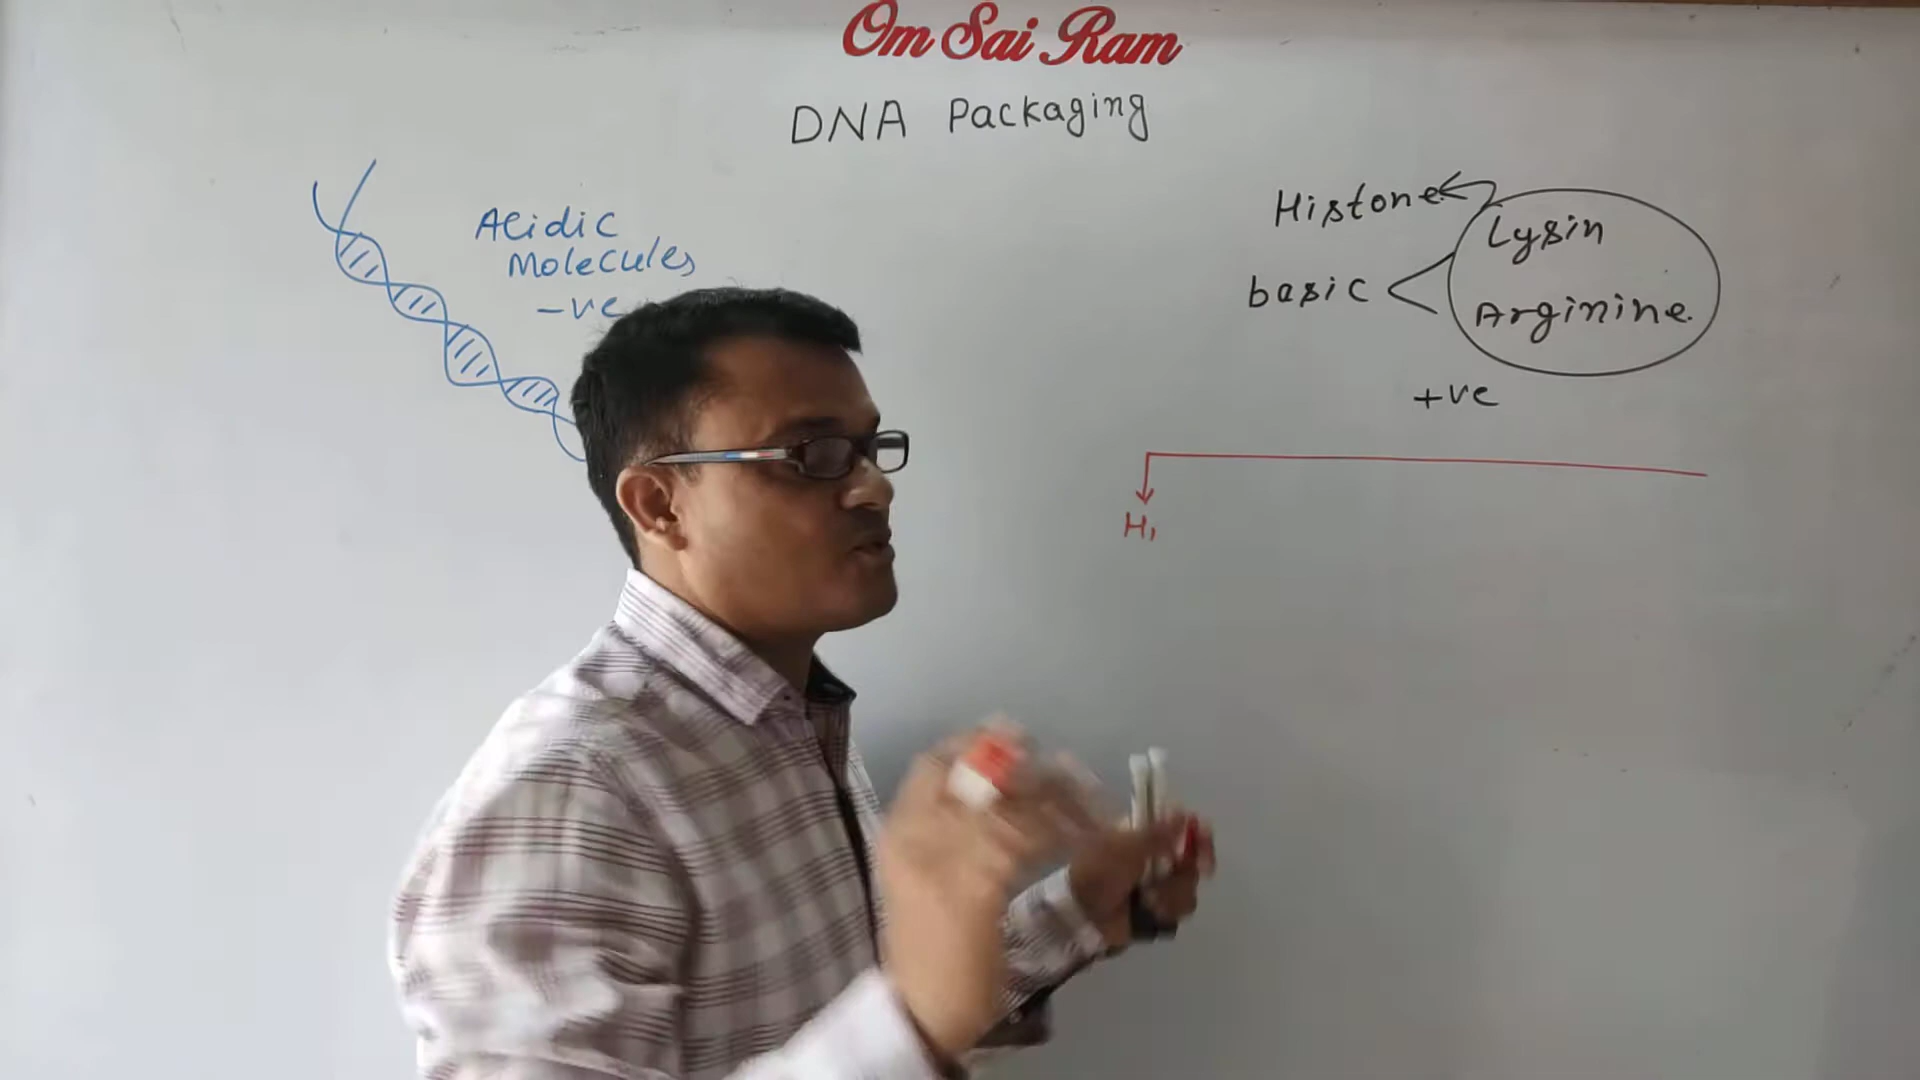 Om Sai Ram
DNA Packaging
Acidic
Molecules
-ve
Histone
Lysin
basic
Arginine.
+ve
H1